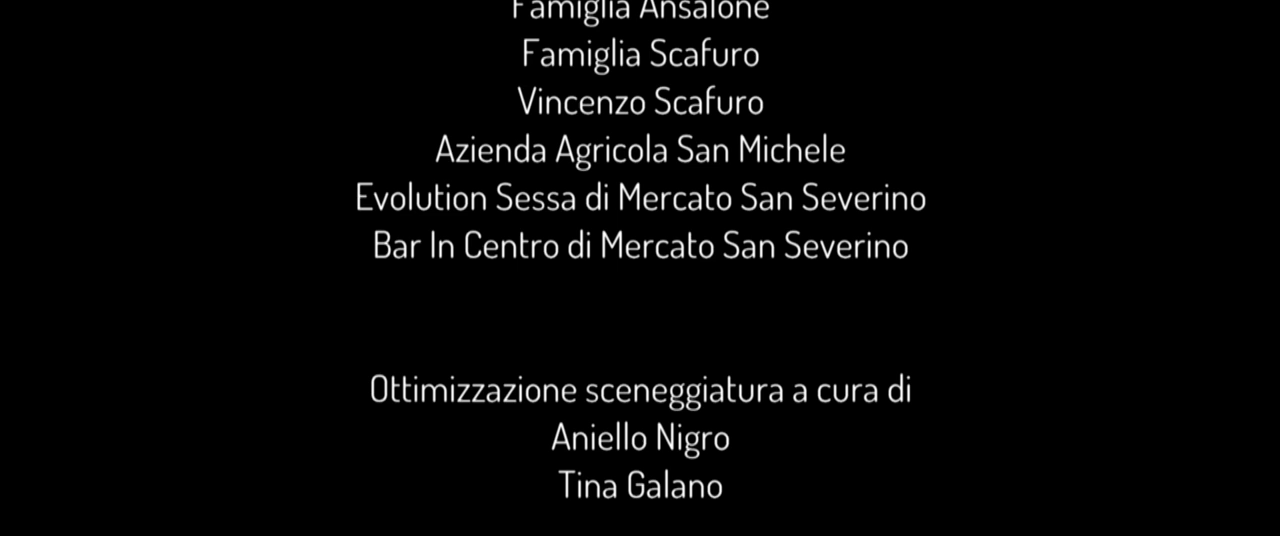 Famiglia Ansalone
Famiglia Scafuro
Vincenzo Scafuro
Azienda Agricola San Michele
Evolution Sessa di Mercato San Severino
Bar In Centro di Mercato San Severino
Ottimizzazione sceneggiatura a cura di
Aniello Nigro
Tina Galano